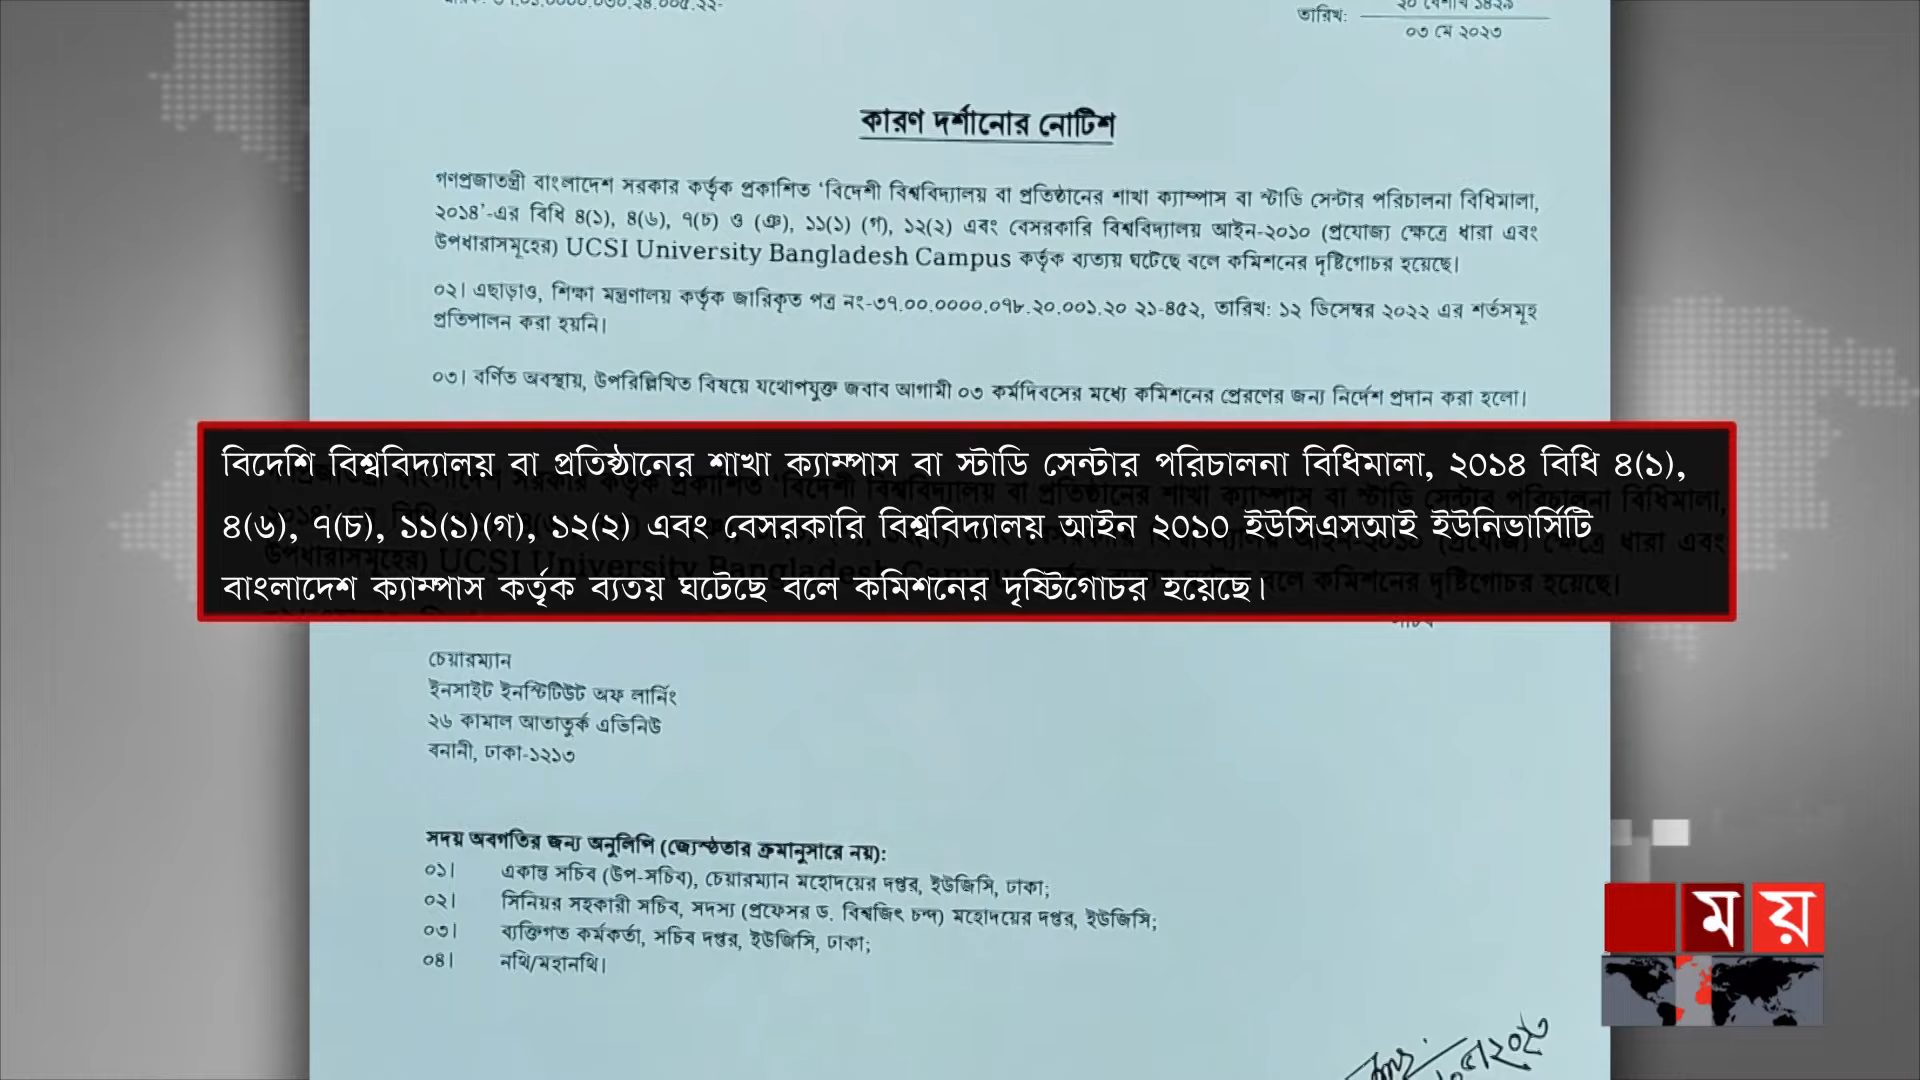 তারিখ:
০৩ মে ২০২৩
কারণ দর্শানোর নোটিশ
গণপ্রজাতন্ত্রী বাংলাদেশ সরকার কর্তৃক প্রকাশিত ‘বিদেশী বিশ্ববিদ্যালয় বা প্রতিষ্ঠানের শাখা ক্যাম্পাস বা স্টাডি সেন্টার পরিচালনা বিধিমালা,
২০১৪’-এর বিধি ৪(১), ৪(৬), ৭(চ) ও (ঞ), ১১(১) (গ), ১২(২) এবং বেসরকারি বিশ্ববিদ্যালয় আইন-২০১০ (প্রযোজ্য ক্ষেত্রে ধারা এবং
উপধারাসমূহের) UCSI University Bangladesh Campus কর্তৃক ব্যত্যয় ঘটেছে বলে কমিশনের দৃষ্টিগোচর হয়েছে।
০২। এছাড়াও, শিক্ষা মন্ত্রণালয় কর্তৃক জারিকৃত পত্র নং-৩৭.০০.০০০০.০৭৮.২০.০০১.২০ ২১-৪৫২, তারিখ: ১২ ডিসেম্বর ২০২২ এর শর্তসমূহ
প্রতিপালন করা হয়নি।
০৩। বর্ণিত অবস্থায়, উপরিল্লিখিত বিষয়ে যথোপযুক্ত জবাব আগামী ০৩ কর্মদিবসের মধ্যে কমিশনের প্রেরণের জন্য নির্দেশ প্রদান করা হলো।
বিদেশি বিশ্ববিদ্যালয় বা প্রতিষ্ঠানের শাখা ক্যাম্পাস বা স্টাডি সেন্টার পরিচালনা বিধিমালা, ২০১৪ বিধি ৪(১),
৪(৬), ৭(চ), ১১(১)(গ), ১২(২) এবং বেসরকারি বিশ্ববিদ্যালয় আইন ২০১০ ইউসিএসআই ইউনিভার্সিটি
বাংলাদেশ ক্যাম্পাস কর্তৃক ব্যতয় ঘটেছে বলে কমিশনের দৃষ্টিগোচর হয়েছে।
চেয়ারম্যান
ইনসাইট ইনস্টিটিউট অফ লার্নিং
২৬ কামাল আতাতুর্ক এভিনিউ
বনানী, ঢাকা-১২১৩
সদয় অবগতির জন্য অনুলিপি (জ্যেষ্ঠতার ক্রমানুসারে নয়):
০১। একান্ত সচিব (উপ-সচিব), চেয়ারম্যান মহোদয়ের দপ্তর, ইউজিসি, ঢাকা;
০২। সিনিয়র সহকারী সচিব, সদস্য (প্রফেসর ড. বিশ্বজিৎ চন্দ) মহোদয়ের দপ্তর, ইউজিসি;
০৩। ব্যক্তিগত কর্মকর্তা, সচিব দপ্তর, ইউজিসি, ঢাকা;
০৪। নথি/মহানথি।
ময়